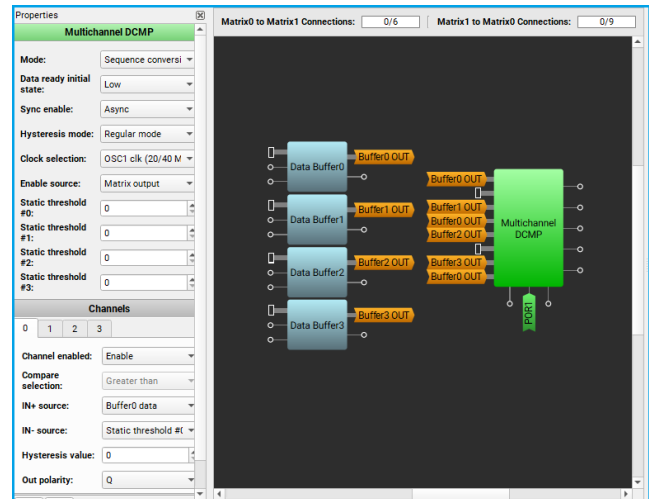 Properties
Multichannel DCMP
Mode: Sequence conversi
Data ready initial
state: Low
Sync enable: Async
Hysteresis mode: Regular mode
Clock selection: OSC1 clk (20/40 M
Enable source: Matrix output
Static threshold
#0: 0
Static threshold
#1: 0
Static threshold
#2: 0
Static threshold
#3: 0
Channels
0 1 2 3
Channel enabled: Enable
Compare
selection: Greater than
IN+ source: Buffer0 data
IN- source: Static threshold #(
Hysteresis value: 0
Out polarity: Q
Matrix0 to Matrix1 Connections: 0/6 Matrix1 to Matrix0 Connections: 0/9
Data Buffer0
Buffer0 OUT
Data Buffer1
Buffer1 OUT
Data Buffer2
Buffer2 OUT
Data Buffer3
Buffer3 OUT
Buffer0 OUT
Buffer1 OUT
Buffer0 OUT
Buffer2 OUT
Buffer3 OUT
Buffer0 OUT
Multichannel
DCMP
POR1